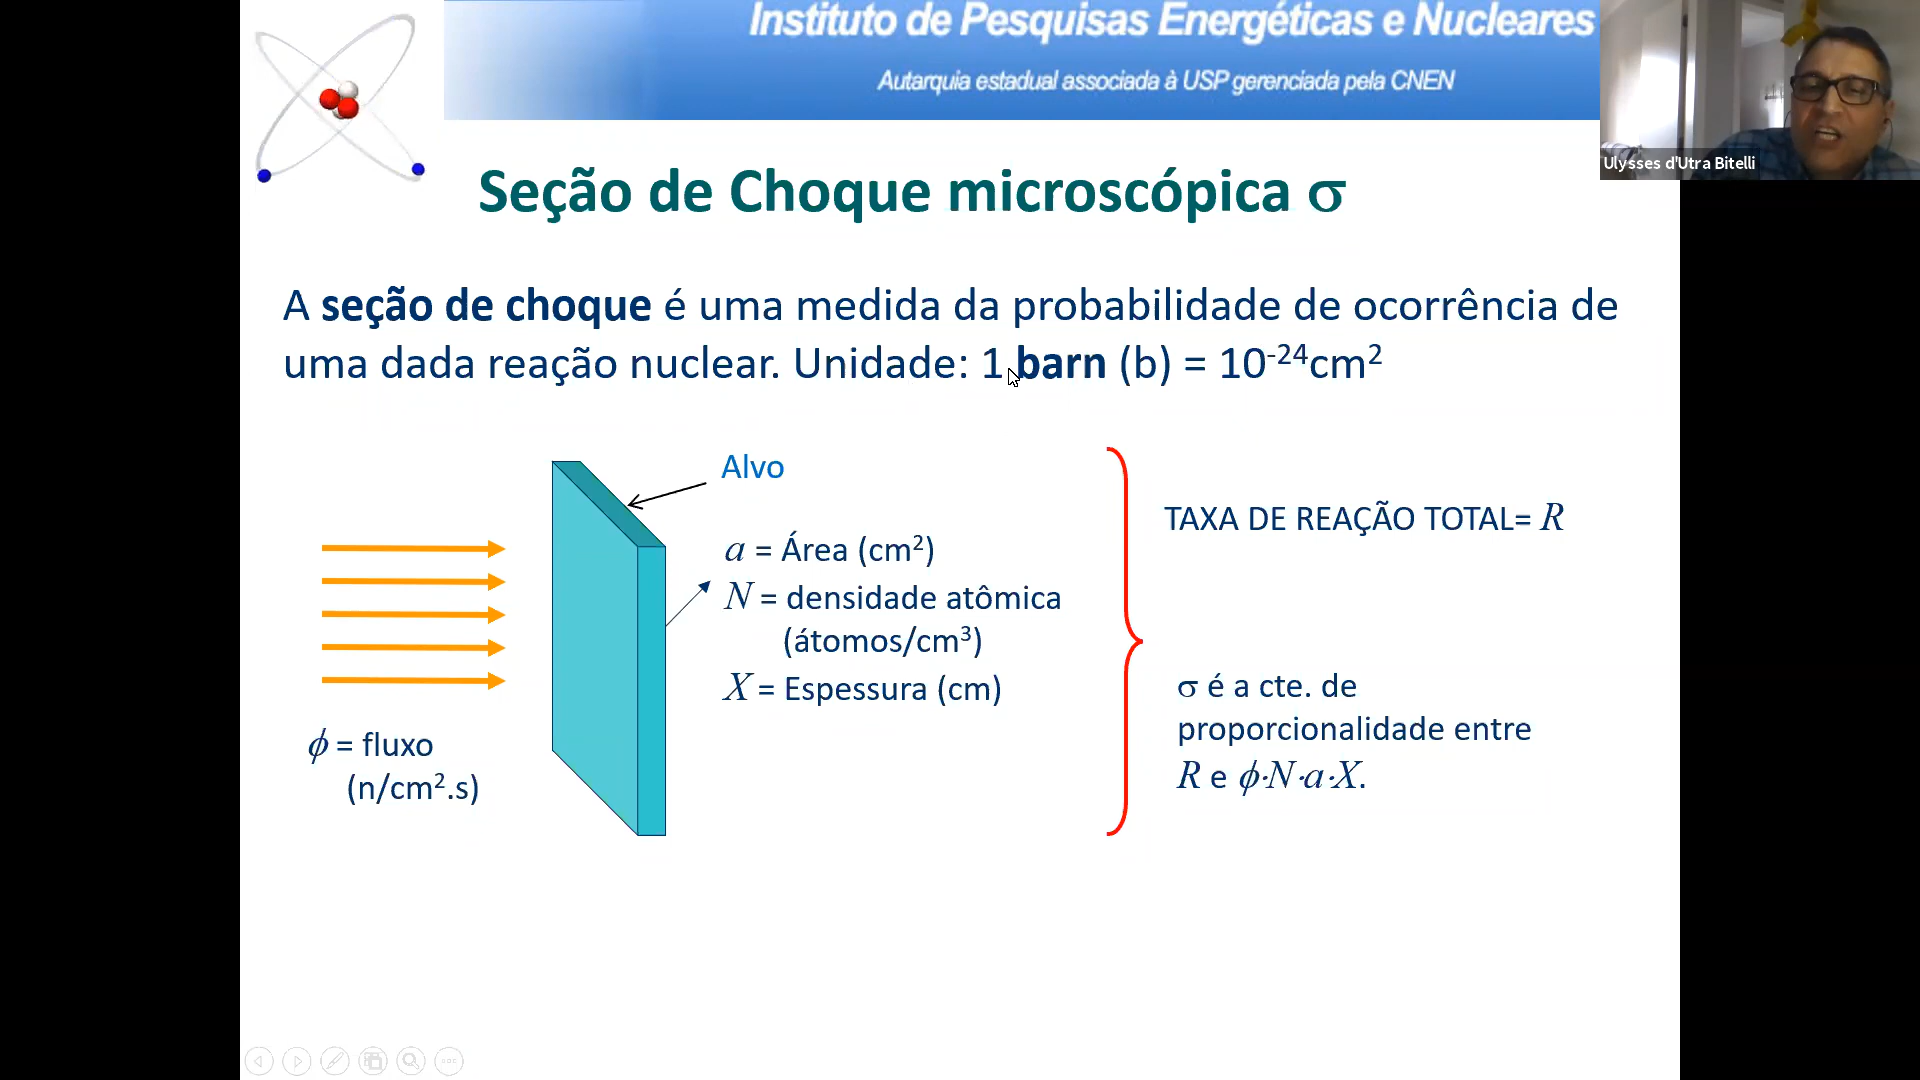 Instituto de Pesquisas Energéticas e Nucleares
Autarquia estadual associada à USP gerenciada pela CNEN
Ulysses d'Utra Bitelli
Seção de Choque microscópica σ
A seção de choque é uma medida da probabilidade de ocorrência de
uma dada reação nuclear. Unidade: 1 barn (b) = 10⁻²⁴cm²
Alvo
a = Área (cm²)
N = densidade atômica
(átomos/cm³)
X = Espessura (cm)
ϕ = fluxo
(n/cm².s)
TAXA DE REAÇÃO TOTAL= R
σ é a cte. de
proporcionalidade entre
R e ϕ·N·a·X.